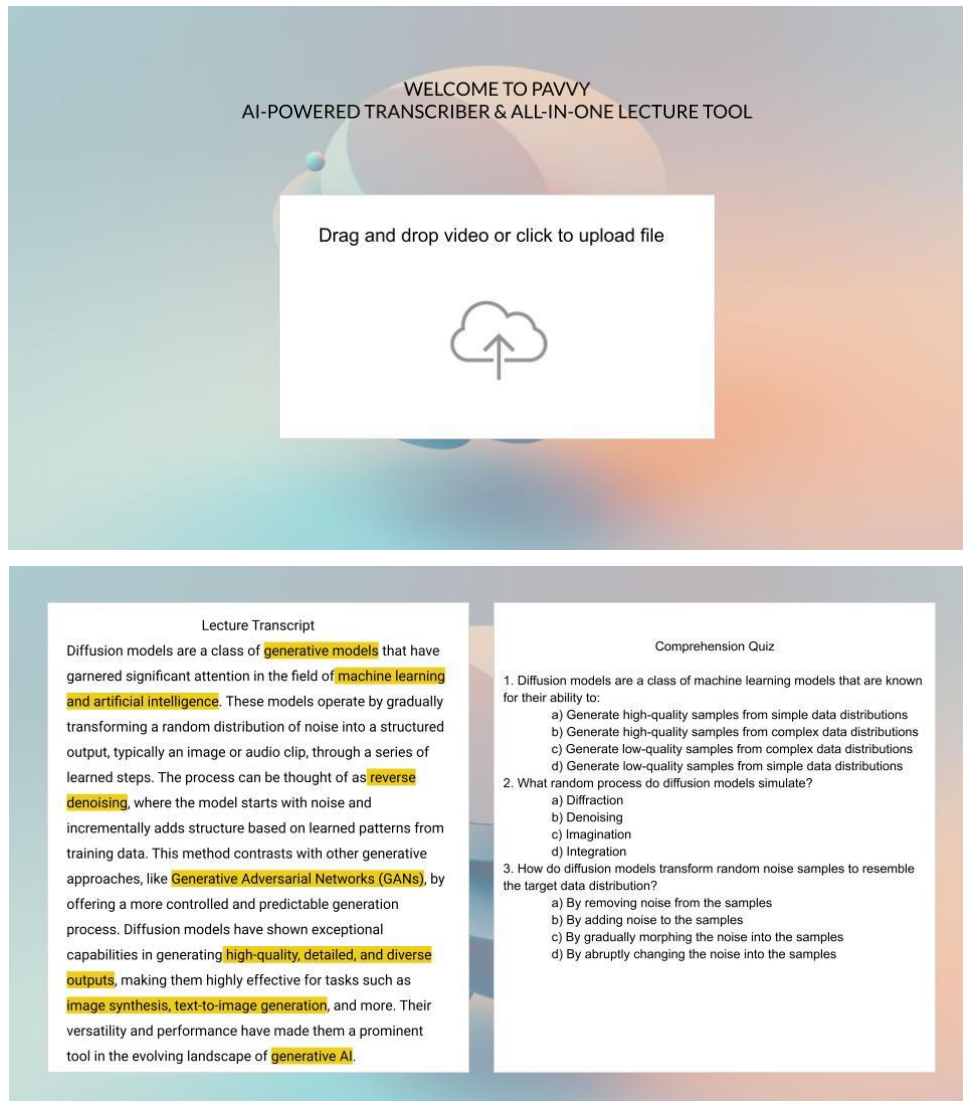 WELCOME TO PAVVY
AI-POWERED TRANSCRIBER & ALL-IN-ONE LECTURE TOOL
Drag and drop video or click to upload file
Lecture Transcript
Diffusion models are a class of generative models that have
garnered significant attention in the field of machine learning
and artificial intelligence. These models operate by gradually
transforming a random distribution of noise into a structured
output, typically an image or audio clip, through a series of
learned steps. The process can be thought of as reverse
denoising, where the model starts with noise and
incrementally adds structure based on learned patterns from
training data. This method contrasts with other generative
approaches, like Generative Adversarial Networks (GANs), by
offering a more controlled and predictable generation
process. Diffusion models have shown exceptional
capabilities in generating high-quality, detailed, and diverse
outputs, making them highly effective for tasks such as
image synthesis, text-to-image generation, and more. Their
versatility and performance have made them a prominent
tool in the evolving landscape of generative AI.
Comprehension Quiz
1. Diffusion models are a class of machine learning models that are known
for their ability to:
a) Generate high-quality samples from simple data distributions
b) Generate high-quality samples from complex data distributions
c) Generate low-quality samples from complex data distributions
d) Generate low-quality samples from simple data distributions
2. What random process do diffusion models simulate?
a) Diffraction
b) Denoising
c) Imagination
d) Integration
3. How do diffusion models transform random noise samples to resemble
the target data distribution?
a) By removing noise from the samples
b) By adding noise to the samples
c) By gradually morphing the noise into the samples
d) By abruptly changing the noise into the samples